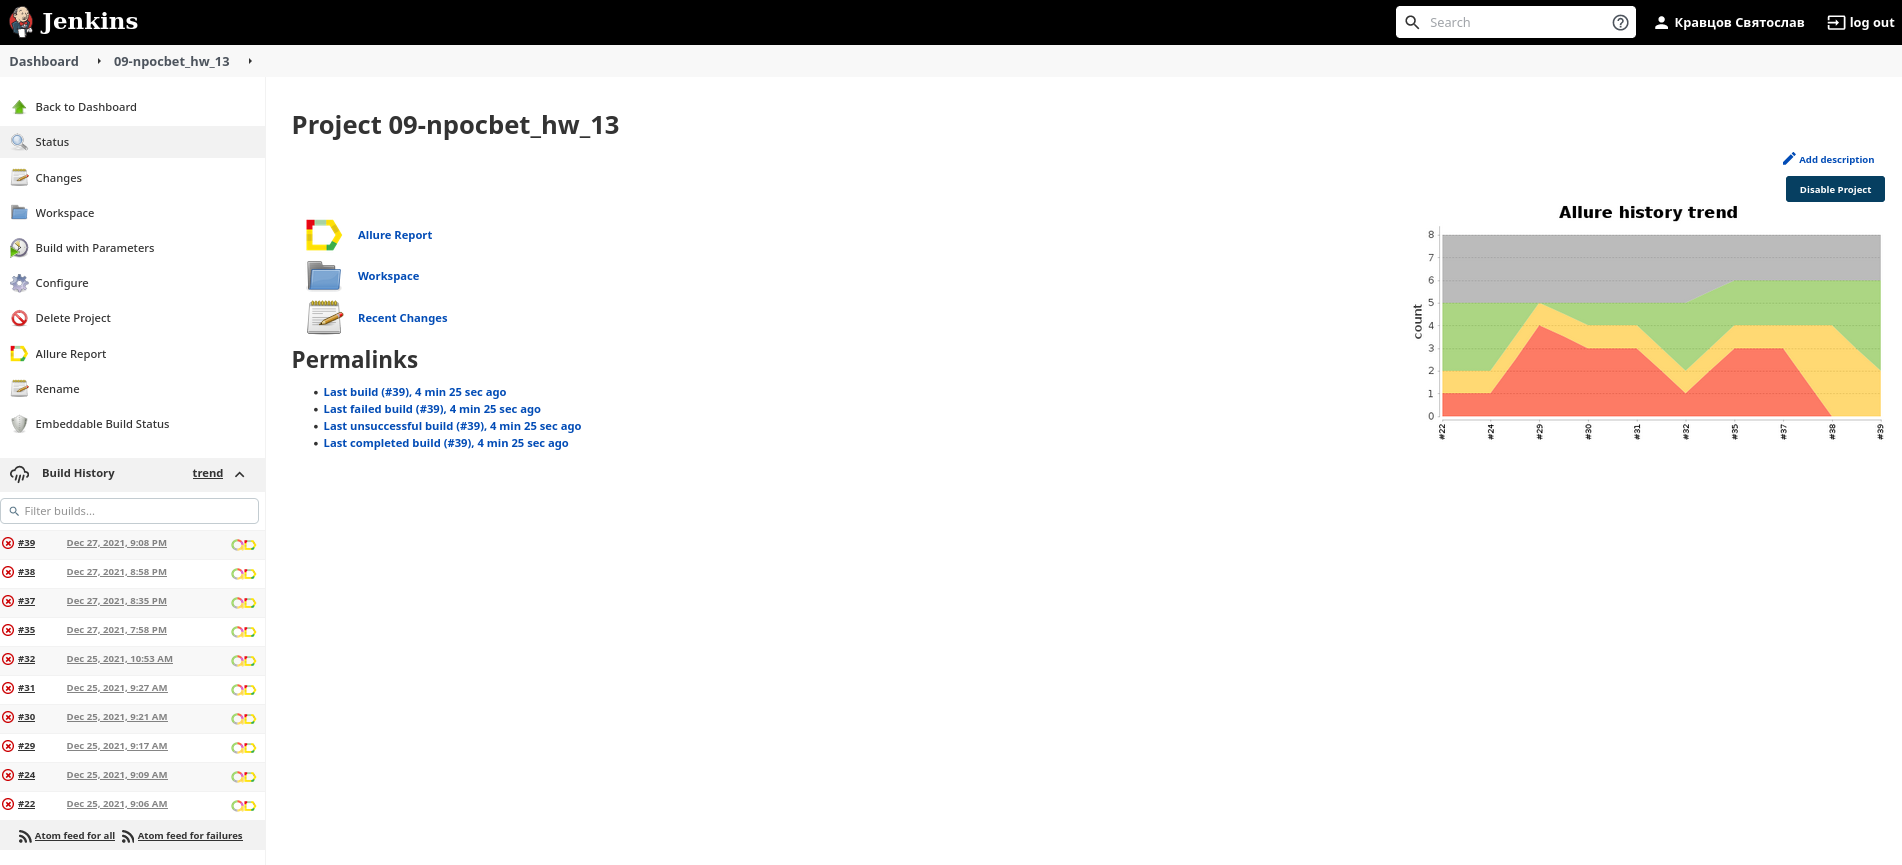 Jenkins
Search
Кравцов Святослав
log out
Dashboard
09-npocbet_hw_13
Back to Dashboard
Status
Changes
Workspace
Build with Parameters
Configure
Delete Project
Allure Report
Rename
Embeddable Build Status
Build History trend
Filter builds...
#39 Dec 27, 2021, 9:08 PM
#38 Dec 27, 2021, 8:58 PM
#37 Dec 27, 2021, 8:35 PM
#35 Dec 27, 2021, 7:58 PM
#32 Dec 25, 2021, 10:53 AM
#31 Dec 25, 2021, 9:27 AM
#30 Dec 25, 2021, 9:21 AM
#29 Dec 25, 2021, 9:17 AM
#24 Dec 25, 2021, 9:09 AM
#22 Dec 25, 2021, 9:06 AM
Atom feed for all Atom feed for failures
Project 09-npocbet_hw_13
Add description
Disable Project
Allure Report
Workspace
Recent Changes
Permalinks
Last build (#39), 4 min 25 sec ago
Last failed build (#39), 4 min 25 sec ago
Last unsuccessful build (#39), 4 min 25 sec ago
Last completed build (#39), 4 min 25 sec ago
Allure history trend
count
8
7
6
5
4
3
2
1
0
#22 #24 #29 #30 #31 #32 #35 #37 #38 #39